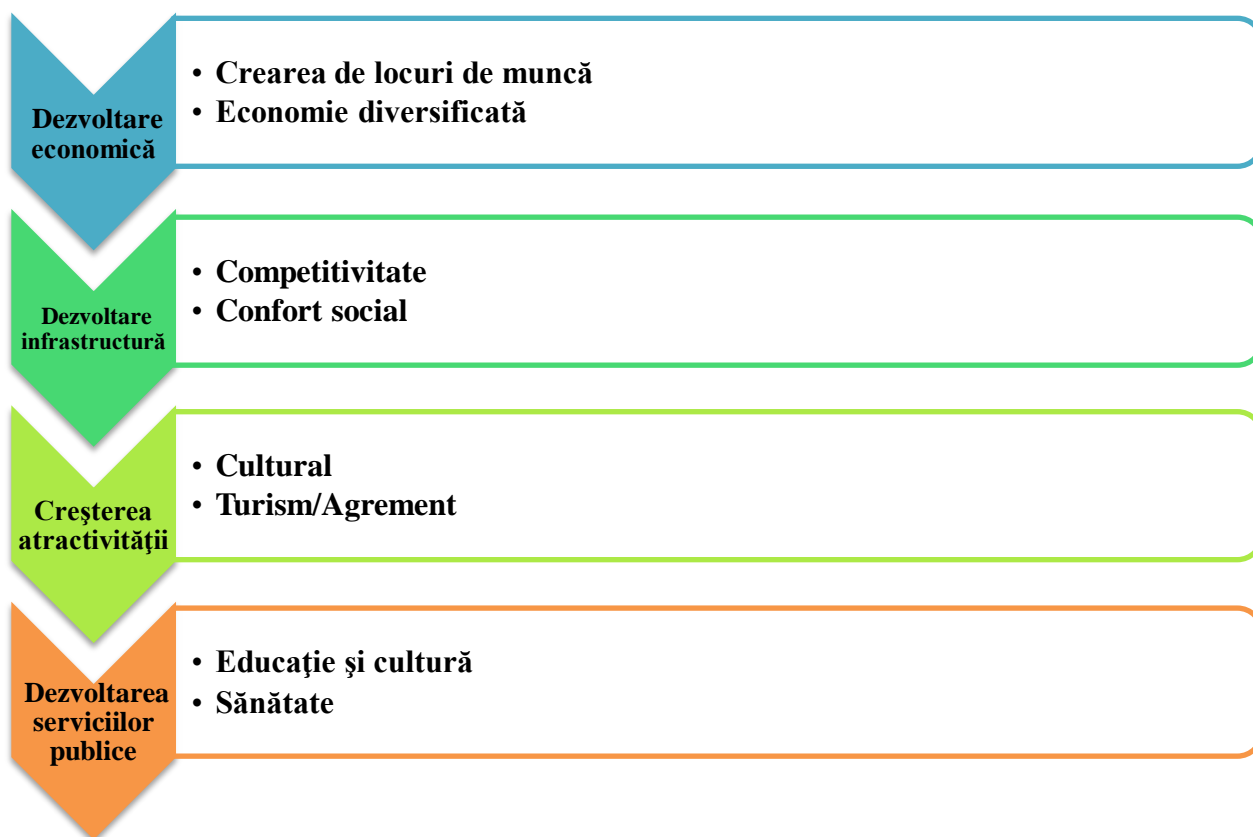 Dezvoltare
economică
• Crearea de locuri de muncă
• Economie diversificată
Dezvoltare
infrastructură
• Competitivitate
• Confort social
Creşterea
atractivităţii
• Cultural
• Turism/Agrement
Dezvoltarea
serviciilor
publice
• Educaţie şi cultură
• Sănătate